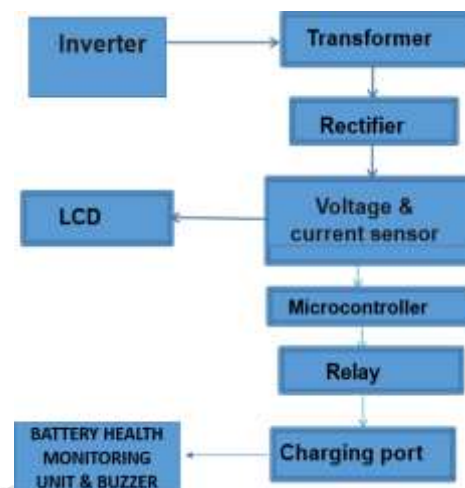 Inverter
Transformer
Rectifier
LCD
Voltage &
current sensor
Microcontroller
Relay
BATTERY HEALTH
MONITORING
UNIT & BUZZER
Charging port